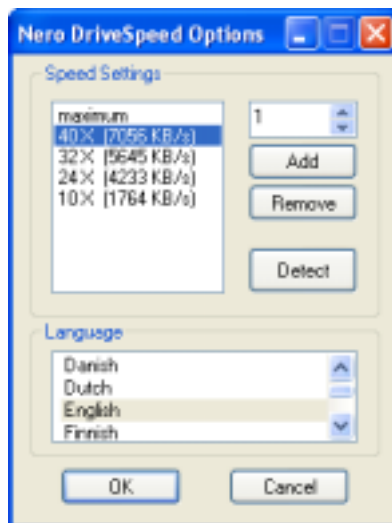 Nero DriveSpeed Options
Speed Settings
maximum
40X (7056 KB/s)
32X (5645 KB/s)
24X (4233 KB/s)
10X (1764 KB/s)
1
Add
Remove
Detect
Language
Danish
Dutch
English
Finnish
OK
Cancel